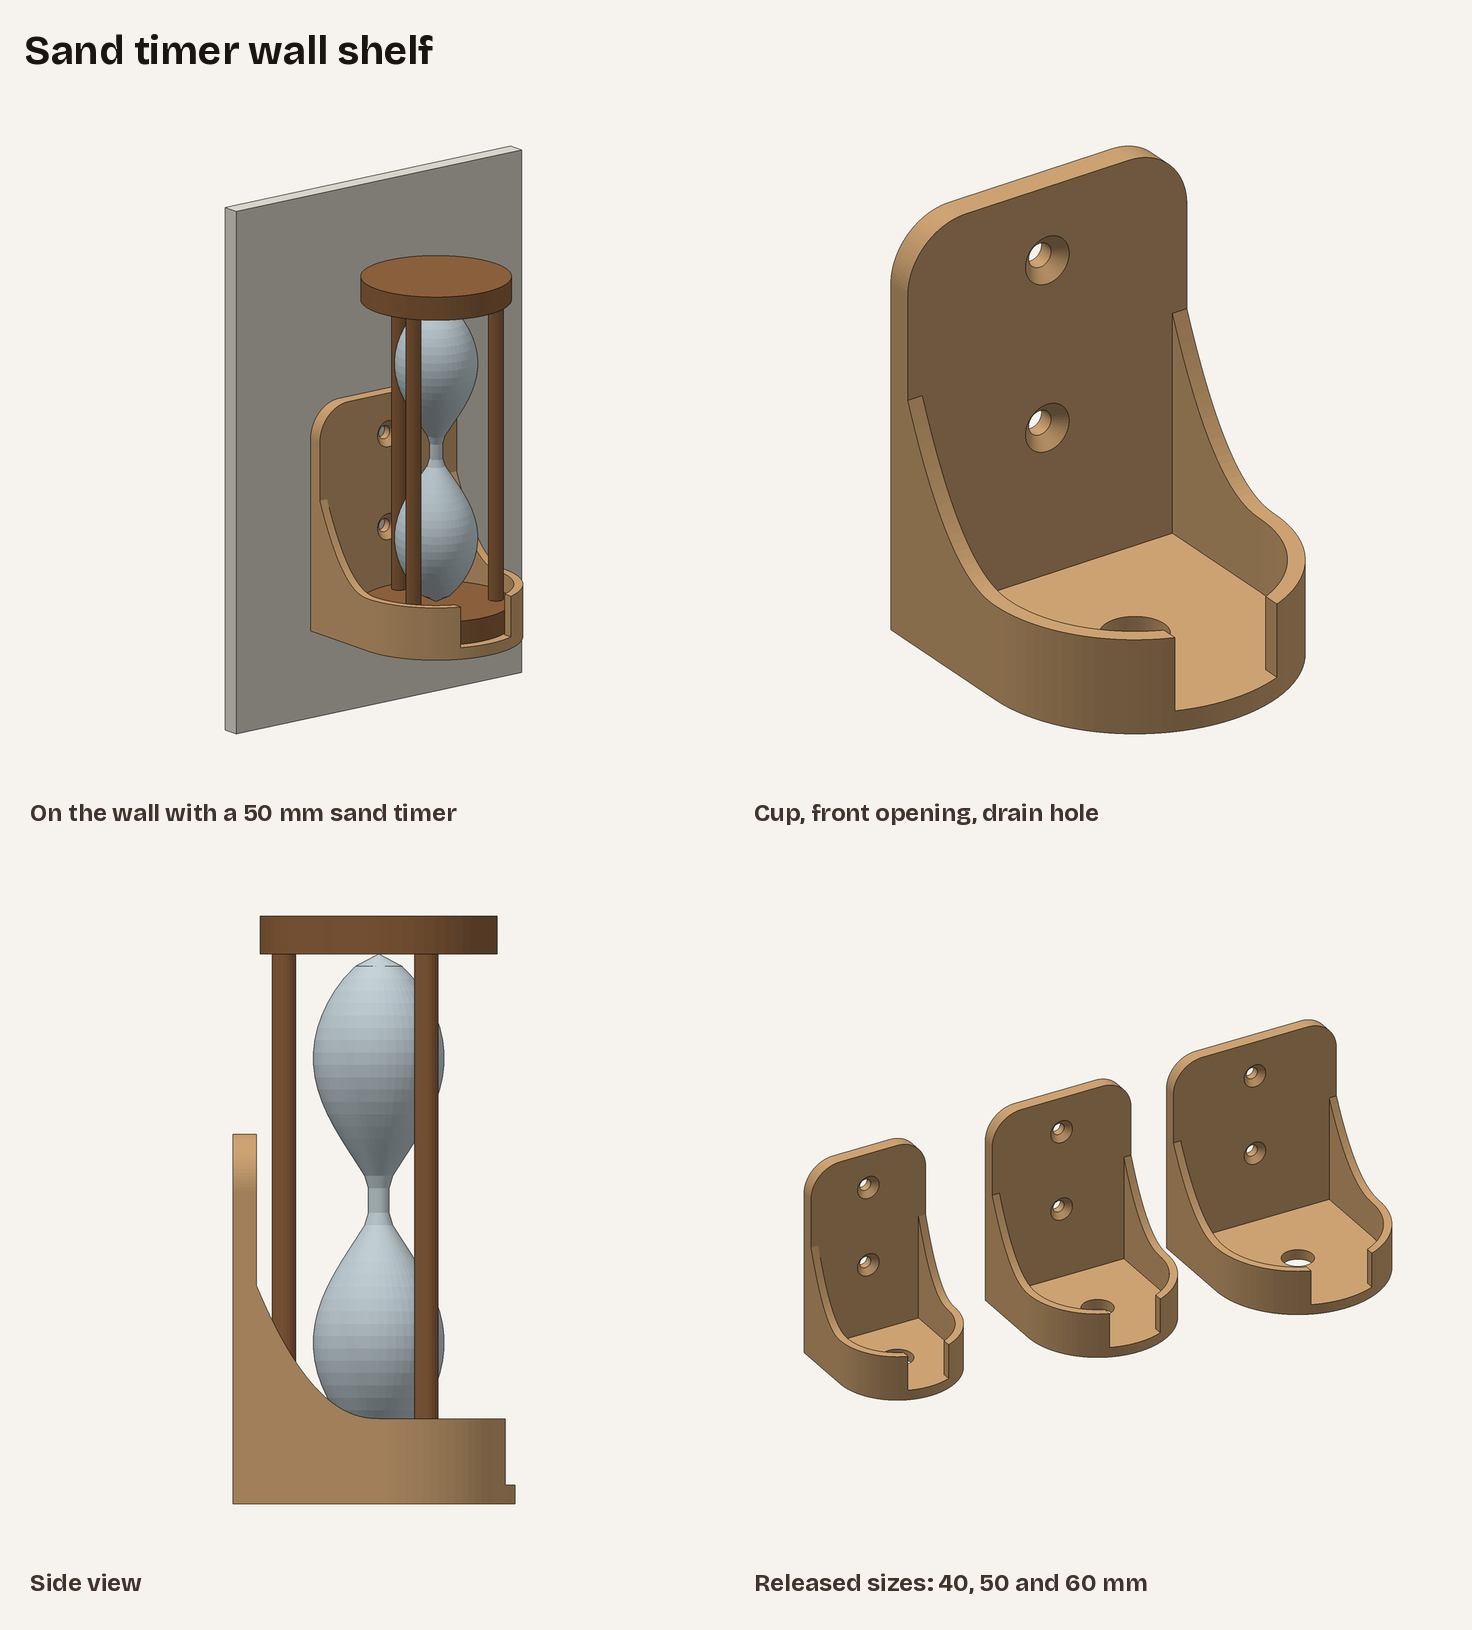 Sand timer wall shelf
On the wall with a 50 mm sand timer
Cup, front opening, drain hole
Side view
Released sizes: 40, 50 and 60 mm